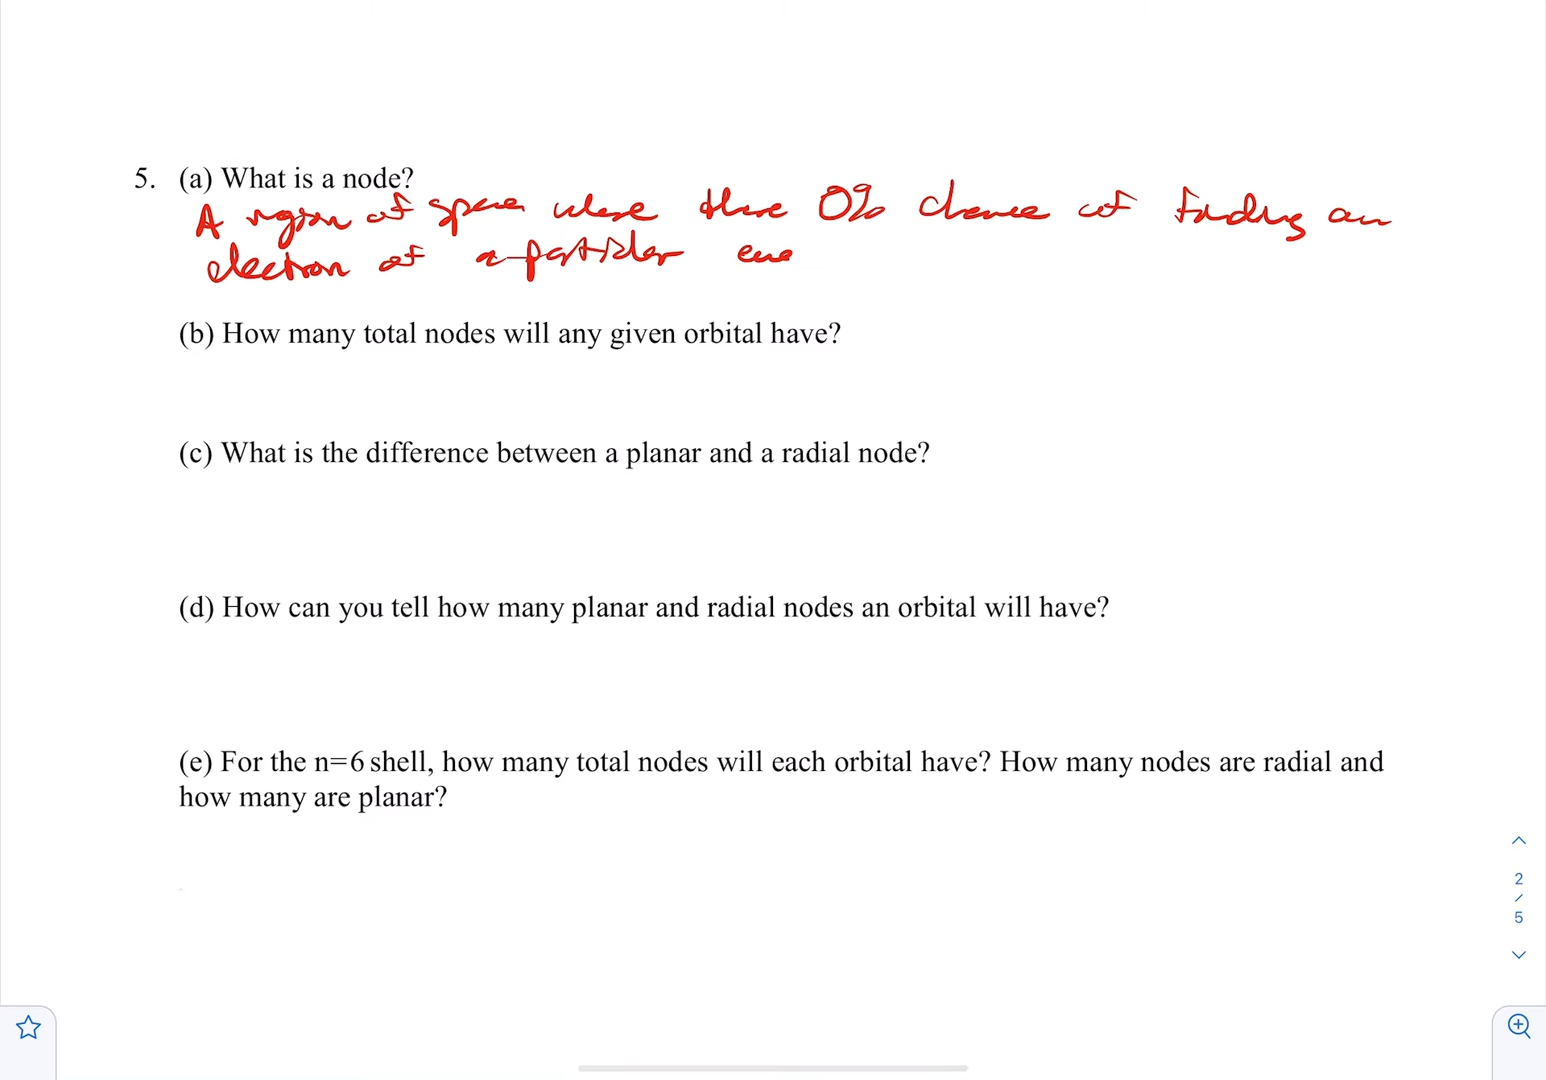 5. (a) What is a node?
A region of space where there 0% chance of finding an
electron of a particular ene
(b) How many total nodes will any given orbital have?
(c) What is the difference between a planar and a radial node?
(d) How can you tell how many planar and radial nodes an orbital will have?
(e) For the n=6 shell, how many total nodes will each orbital have? How many nodes are radial and
how many are planar?
2
/
5